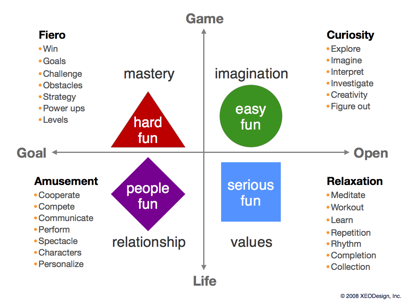 Game
Fiero
Win
Goals
Challenge
Obstacles
Strategy
Power ups
Levels
Curiosity
Explore
Imagine
Interpret
Investigate
Creativity
Figure out
mastery
imagination
hard
fun
easy
fun
Goal
Open
Amusement
Cooperate
Compete
Communicate
Perform
Spectacle
Characters
Personalize
people
fun
serious
fun
Relaxation
Meditate
Workout
Learn
Repetition
Rhythm
Completion
Collection
relationship
values
Life
© 2008 XEODesign, Inc.